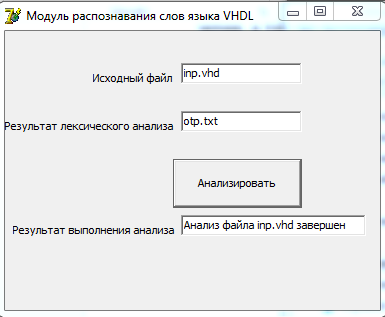 Модуль распознавания слов языка VHDL
Исходный файл inp.vhd
Результат лексического анализа otp.txt
Анализировать
Результат выполнения анализа Анализ файла inp.vhd завершен